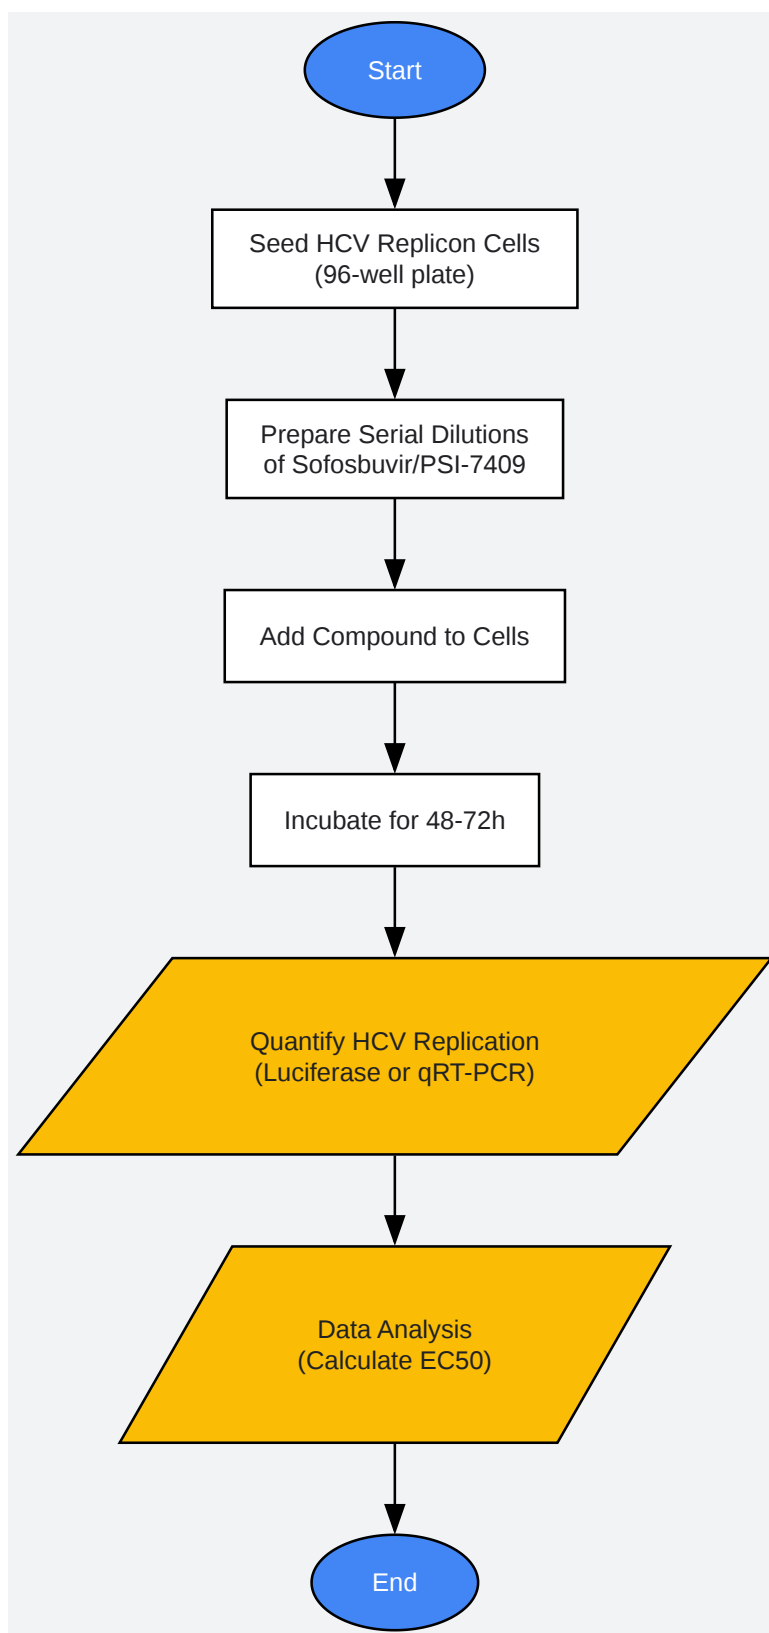 Start
Seed HCV Replicon Cells
(96-well plate)
Prepare Serial Dilutions
of Sofosbuvir/PSI-7409
Add Compound to Cells
Incubate for 48-72h
Quantify HCV Replication
(Luciferase or qRT-PCR)
Data Analysis
(Calculate EC50)
End